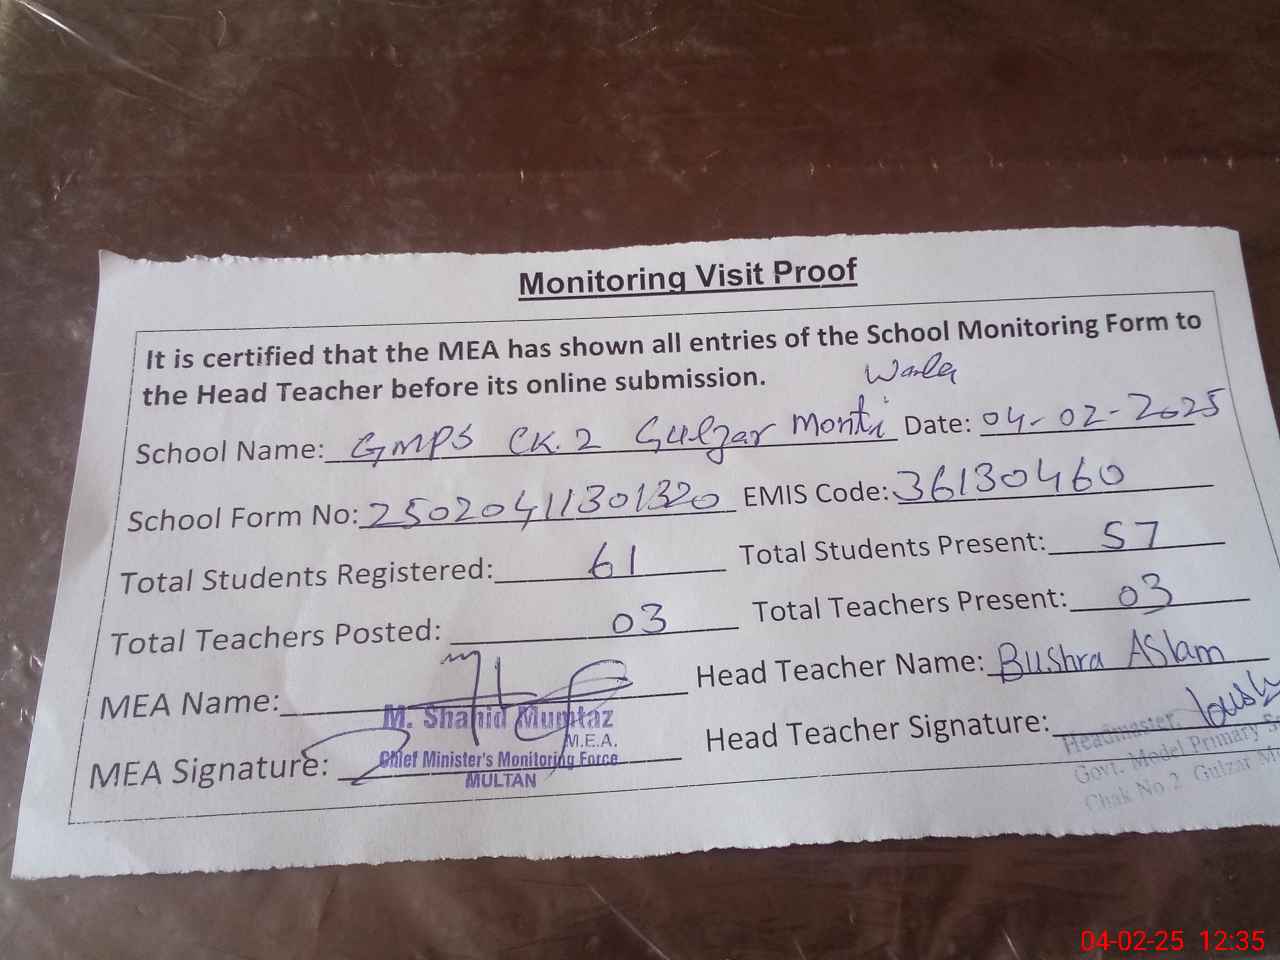 Monitoring Visit Proof
It is certified that the MEA has shown all entries of the School Monitoring Form to
the Head Teacher before its online submission.
School Name: GMPS CK.2 Gulzar Monti Wala Date: 04-02-2025
School Form No: 25020411301320 EMIS Code: 36130460
Total Students Registered: 61 Total Students Present: 57
Total Teachers Posted: 03 Total Teachers Present: 03
MEA Name: Head Teacher Name: Bushra Aslam
M. Shahid Mumtaz
M.E.A.
Chief Minister's Monitoring Force
MULTAN
MEA Signature: Head Teacher Signature:
Headmaster,
Govt. Model Primary
Chak No.2 Gulzar
04-02-25 12:35